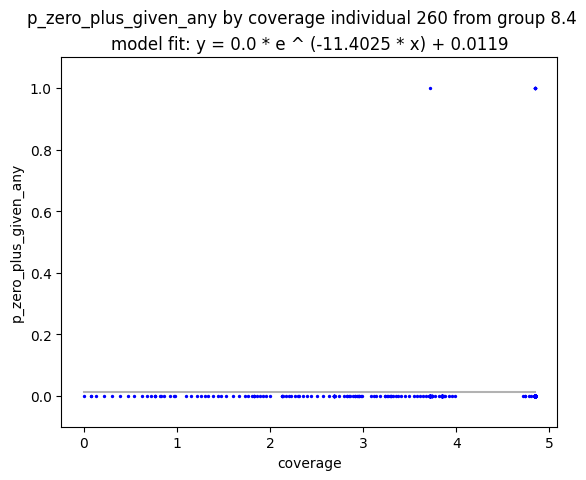 p_zero_plus_given_any by coverage individual 260 from group 8.4
model fit: y = 0.0 * e ^ (-11.4025 * x) + 0.0119
1.0
0.8
0.6
0.4
0.2
0.0
p_zero_plus_given_any
0 1 2 3 4 5
coverage